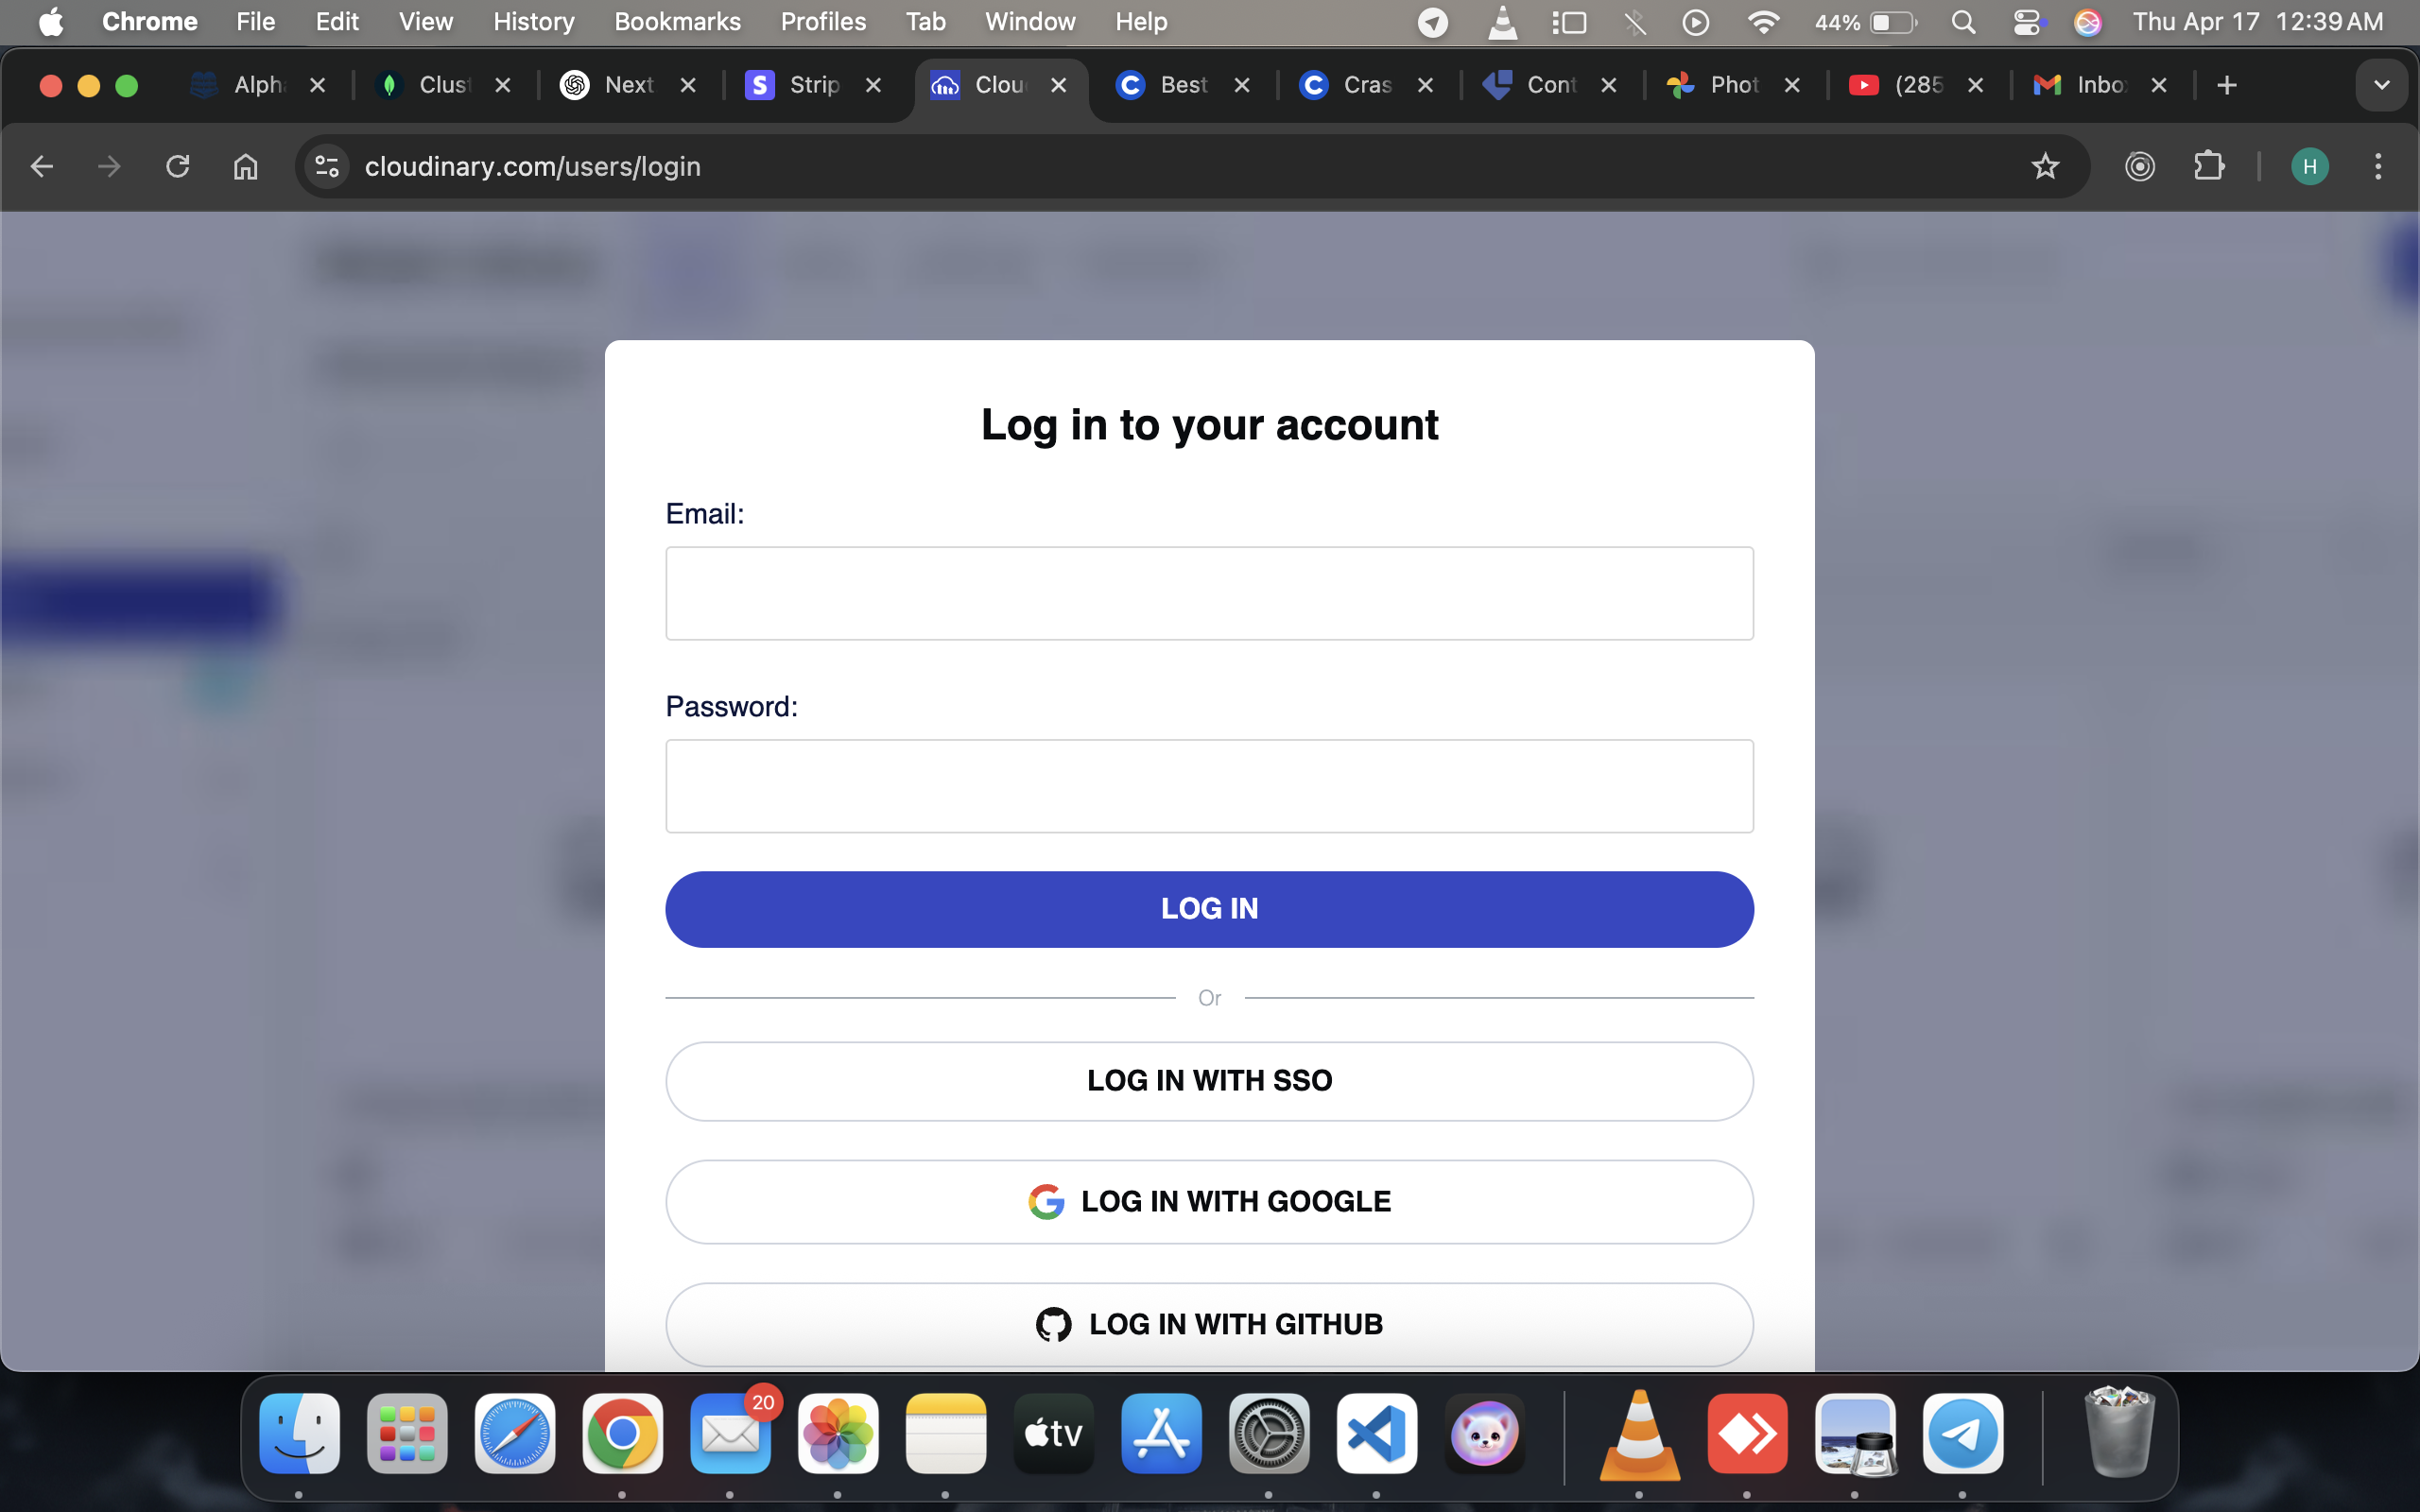 Chrome File Edit View History Bookmarks Profiles Tab Window Help 44% Thu Apr 17 12:39 AM
Alph Clust Next Strip Clou Best Cras Cont Phot (285 Inbo
cloudinary.com/users/login H
Log in to your account
Email:
Password:
LOG IN
Or
LOG IN WITH SSO
LOG IN WITH GOOGLE
LOG IN WITH GITHUB
20
tv